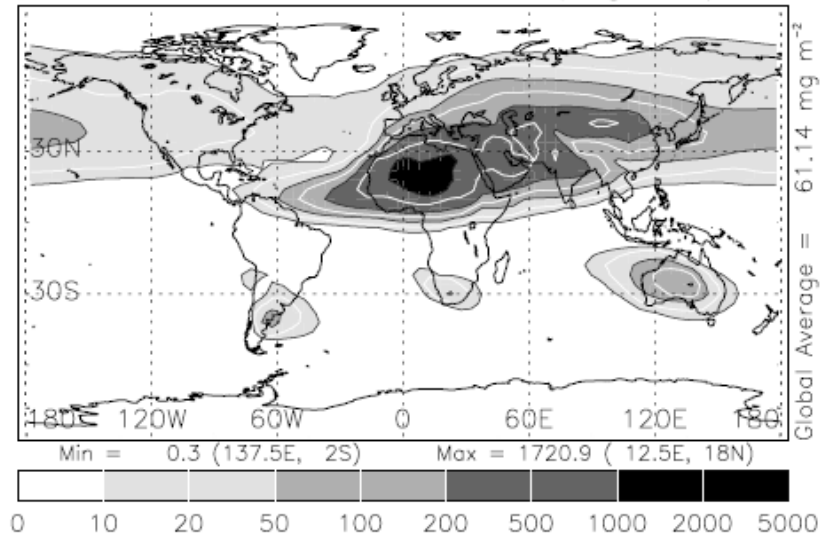 30N
30S
180 120W 60W 0 60E 120E 180
Global Average = 61.14 mg m⁻²
Min = 0.3 (137.5E, 2S) Max = 1720.9 ( 12.5E, 18N)
0 10 20 50 100 200 500 1000 2000 5000